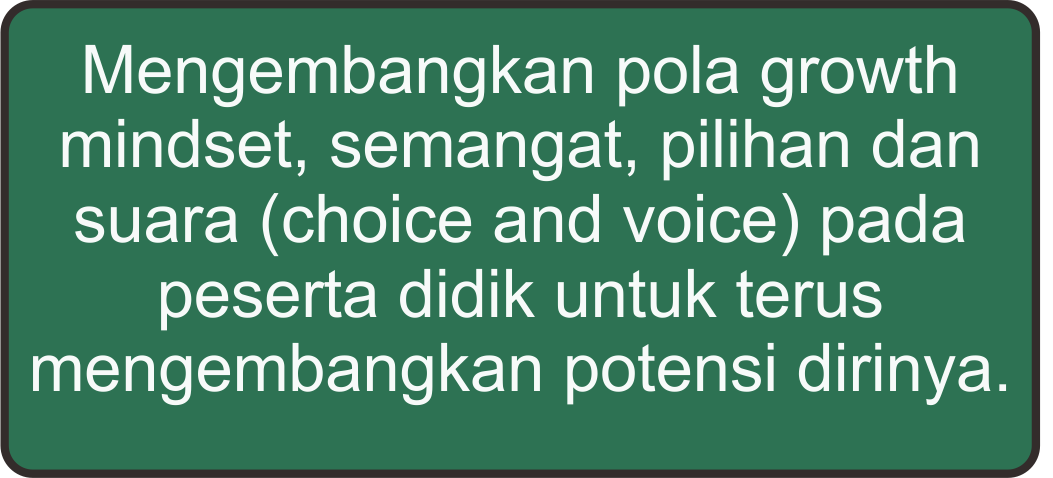 Mengembangkan pola growth
mindset, semangat, pilihan dan
suara (choice and voice) pada
peserta didik untuk terus
mengembangkan potensi dirinya.